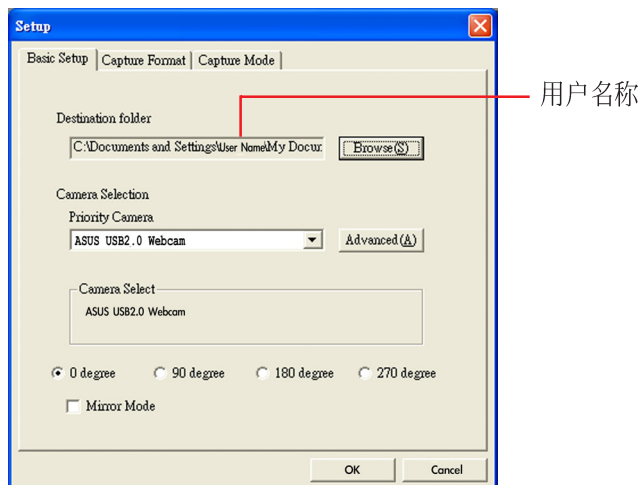 Setup
Basic Setup Capture Format Capture Mode
用户名称
Destination folder
C:\Documents and Settings\User Name\My Docur Browse(S)
Camera Selection
Priority Camera
ASUS USB2.0 Webcam Advanced(A)
Camera Select
ASUS USB2.0 Webcam
0 degree 90 degree 180 degree 270 degree
Mirror Mode
OK Cancel